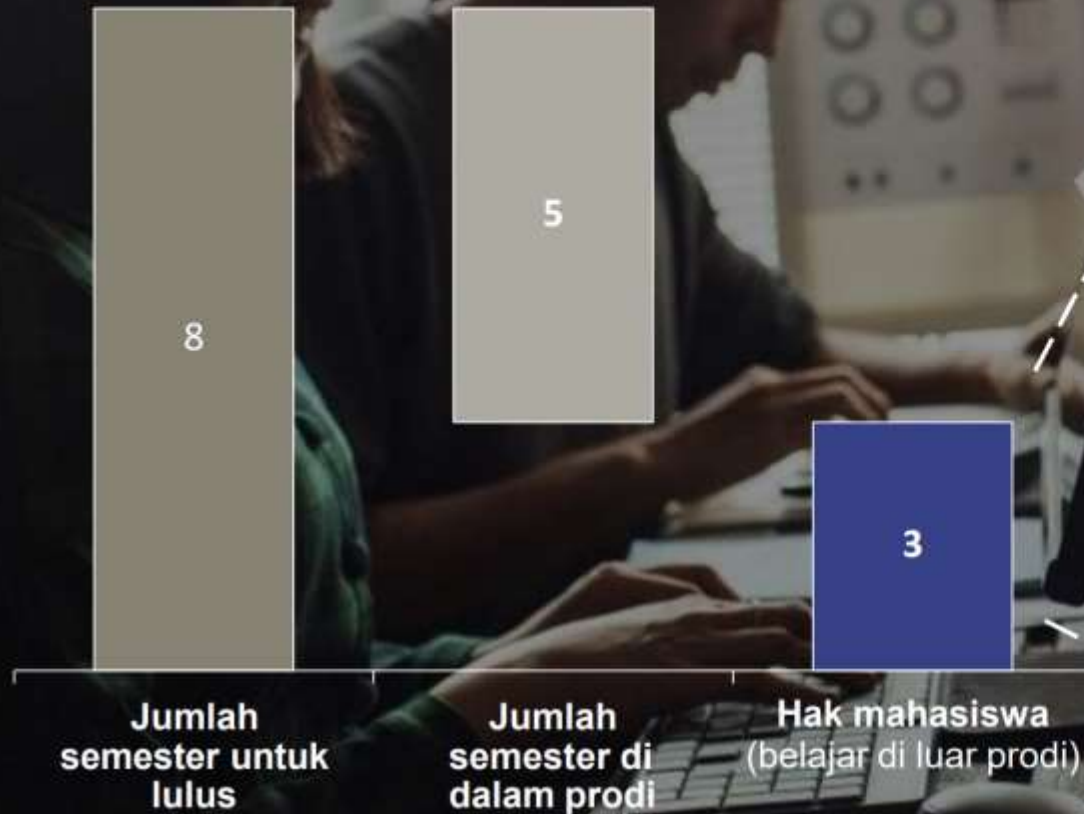 8
5
3
Jumlah
semester untuk
lulus
Jumlah
semester di
dalam prodi
Hak mahasiswa
(belajar di luar prodi)